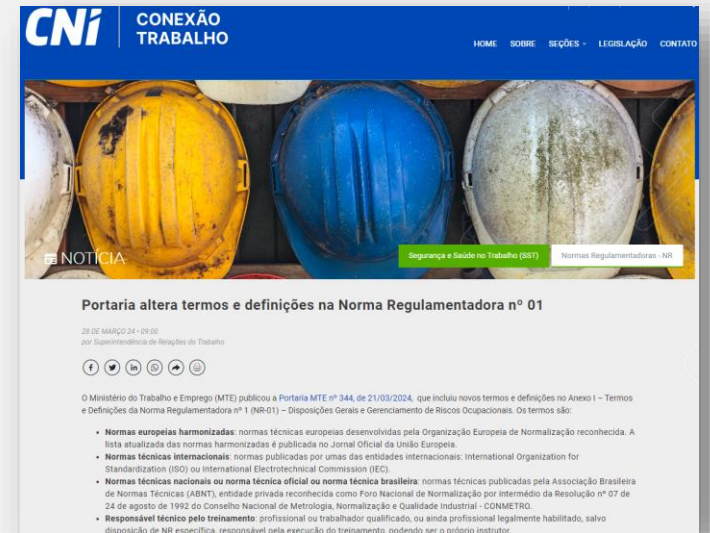 CNI CONEXÃO
TRABALHO
HOME SOBRE SEÇÕES LEGISLAÇÃO CONTATO
NOTÍCIA
Segurança e Saúde no Trabalho (SST) Normas Regulamentadoras - NR
Portaria altera termos e definições na Norma Regulamentadora nº 01
28 DE MARÇO 24 • 09:00
por Superintendência de Relações do Trabalho
O Ministério do Trabalho e Emprego (MTE) publicou a Portaria MTE nº 344, de 21/03/2024, que incluiu novos termos e definições no Anexo I – Termos
e Definições da Norma Regulamentadora nº 1 (NR-01) – Disposições Gerais e Gerenciamento de Riscos Ocupacionais. Os termos são:
• Normas europeias harmonizadas: normas técnicas europeias desenvolvidas pela Organização Europeia de Normalização reconhecida. A
lista atualizada das normas harmonizadas é publicada no Jornal Oficial da União Europeia.
• Normas técnicas internacionais: normas publicadas por umas das entidades internacionais: International Organization for
Standardization (ISO) ou International Electrotechnical Commission (IEC).
• Normas técnicas nacionais ou norma técnica oficial ou norma técnica brasileira: normas técnicas publicadas pela Associação Brasileira
de Normas Técnicas (ABNT), entidade privada reconhecida como Foro Nacional de Normalização por intermédio da Resolução nº 07 de
24 de agosto de 1992 do Conselho Nacional de Metrologia, Normalização e Qualidade Industrial - CONMETRO.
• Responsável técnico pelo treinamento: profissional ou trabalhador qualificado, ou ainda profissional legalmente habilitado, salvo
disposição de NR específica, responsável pela execução do treinamento, podendo ser o próprio instrutor.